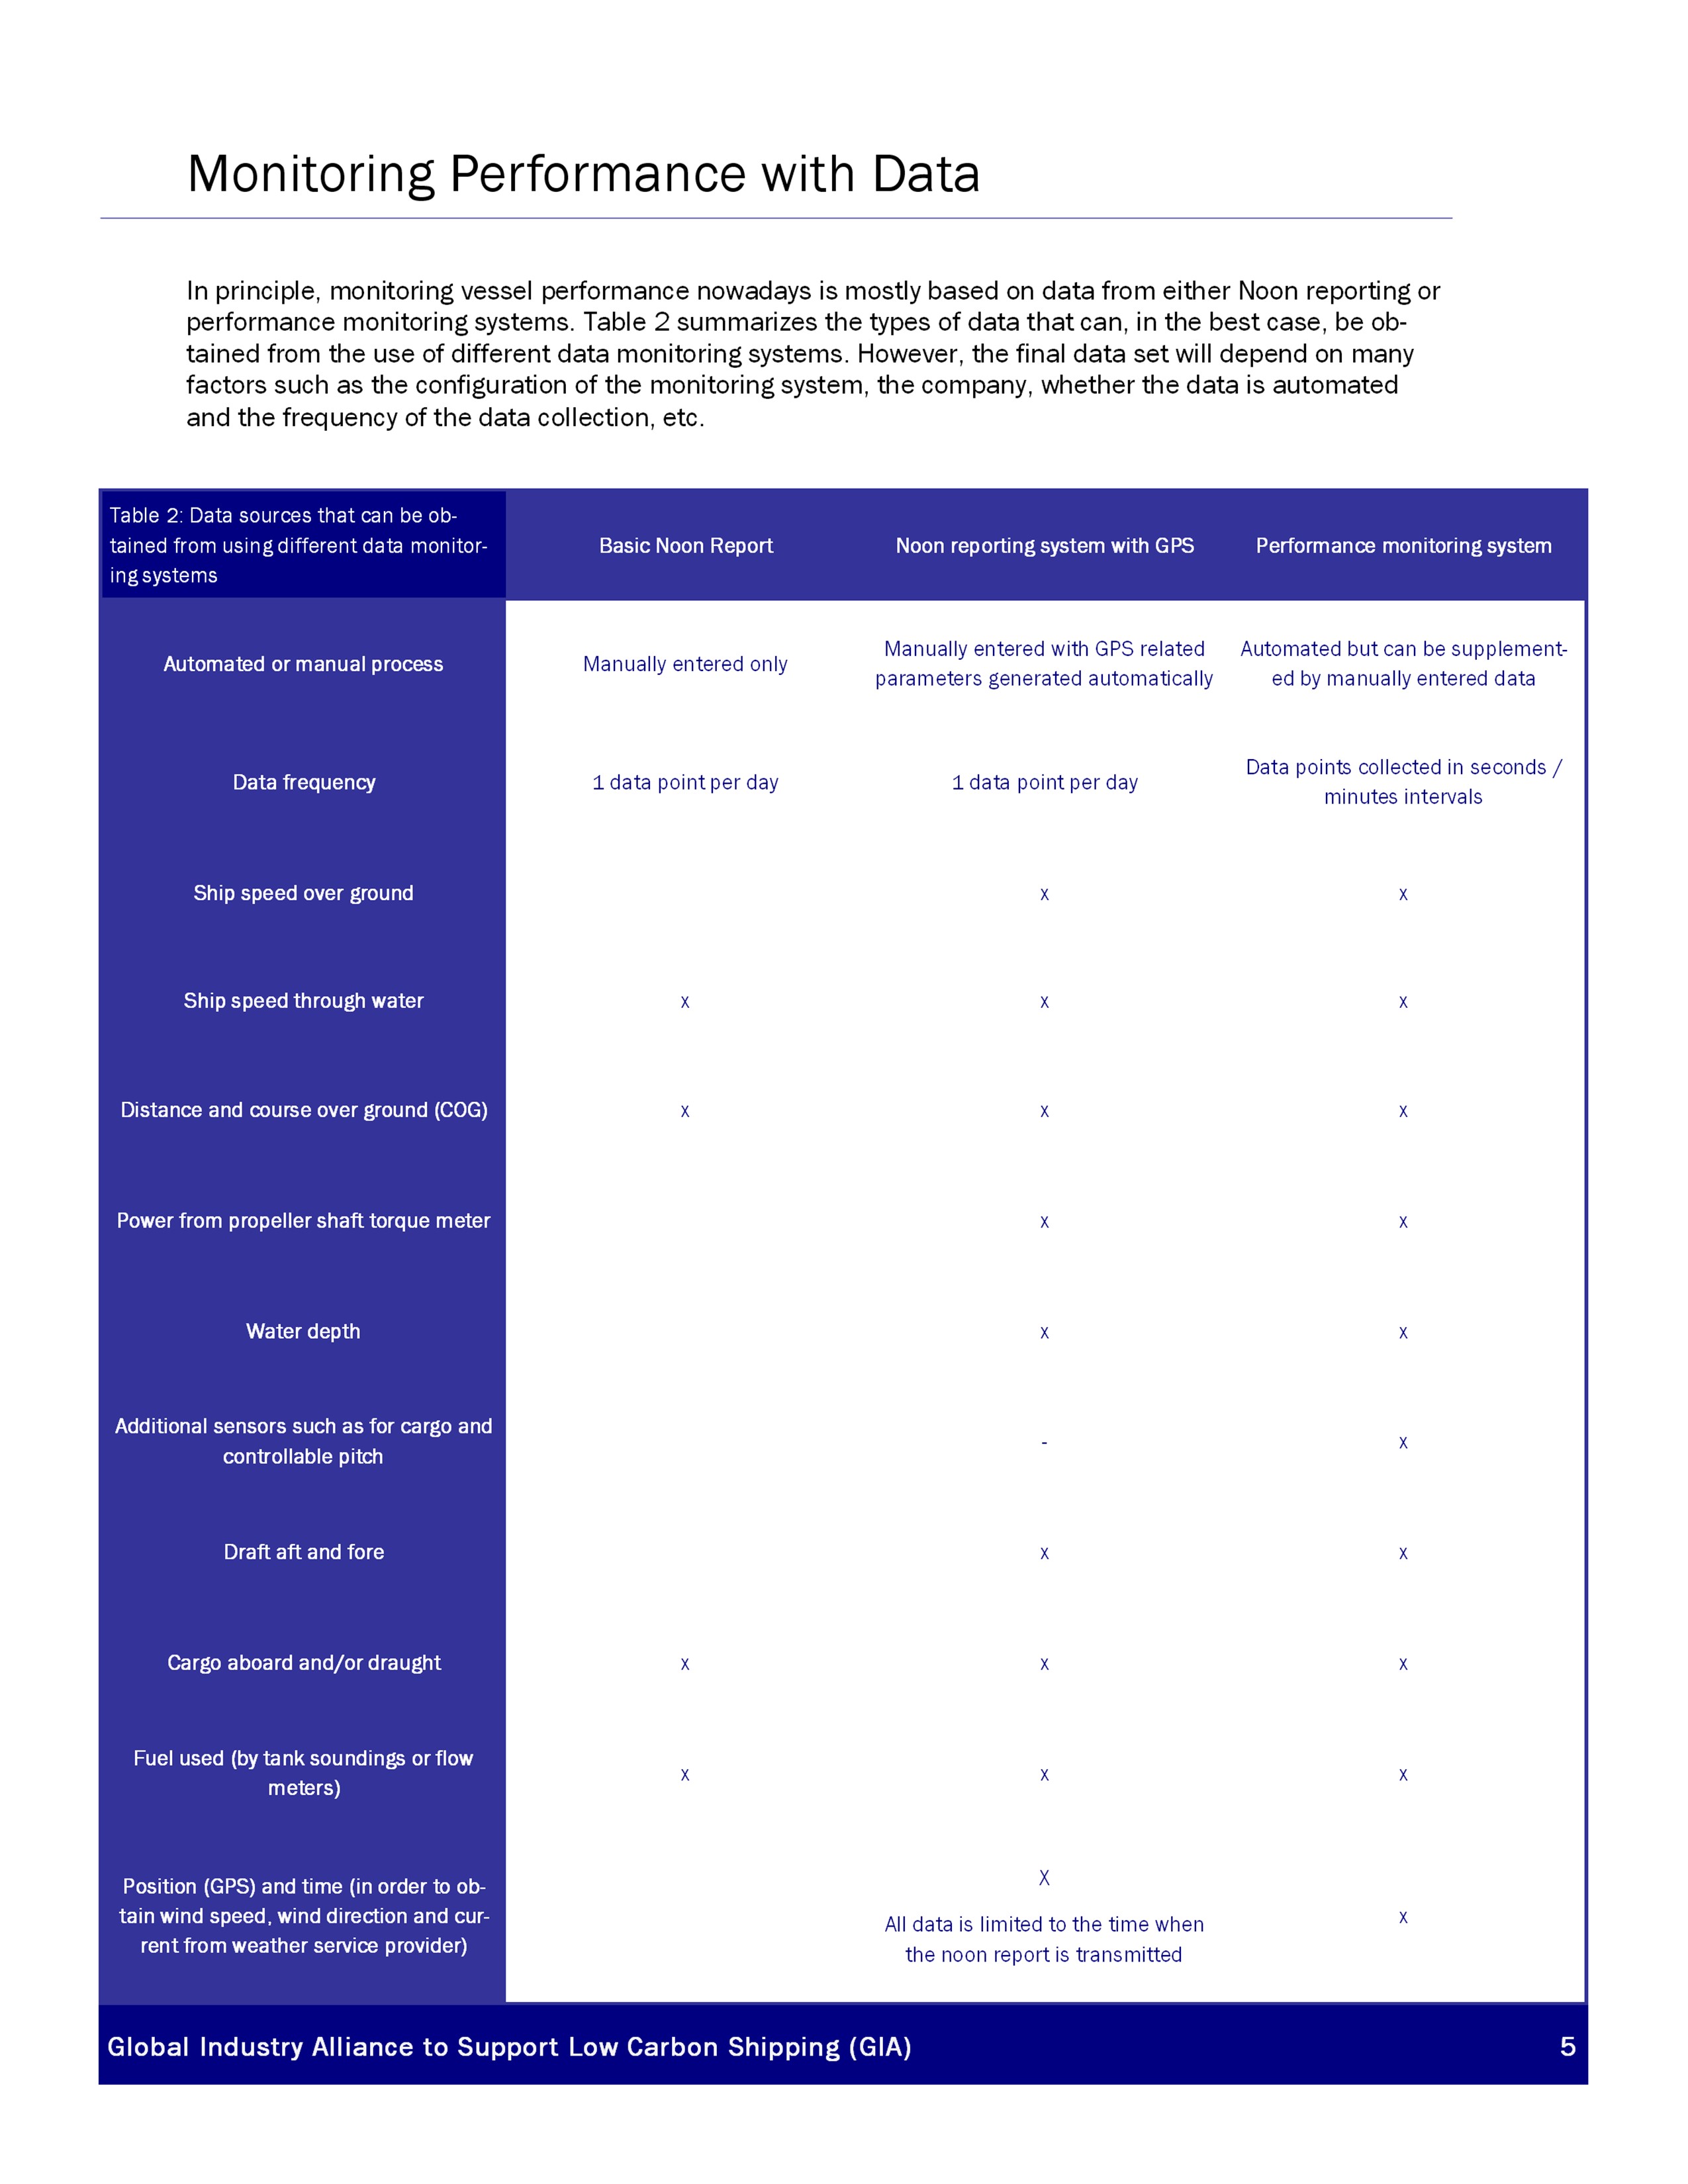 Monitoring Performance with Data
In principle, monitoring vessel performance nowadays is mostly based on data from either Noon reporting or
performance monitoring systems. Table 2 summarizes the types of data that can, in the best case, be ob-
tained from the use of different data monitoring systems. However, the final data set will depend on many
factors such as the configuration of the monitoring system, the company, whether the data is automated
and the frequency of the data collection, etc.
Table 2: Data sources that can be ob-
tained from using different data monitor-
ing systems
Basic Noon Report
Noon reporting system with GPS
Performance monitoring system
Automated or manual process
Manually entered only
Manually entered with GPS related
parameters generated automatically
Automated but can be supplement-
ed by manually entered data
Data frequency
1 data point per day
1 data point per day
Data points collected in seconds /
minutes intervals
Ship speed over ground
x
x
Ship speed through water
x
x
x
Distance and course over ground (COG)
x
x
x
Power from propeller shaft torque meter
x
x
Water depth
x
x
Additional sensors such as for cargo and
controllable pitch
-
x
Draft aft and fore
x
x
Cargo aboard and/or draught
x
x
x
Fuel used (by tank soundings or flow
meters)
x
x
x
Position (GPS) and time (in order to ob-
tain wind speed, wind direction and cur-
rent from weather service provider)
X
All data is limited to the time when
the noon report is transmitted
x
Global Industry Alliance to Support Low Carbon Shipping (GIA)
5